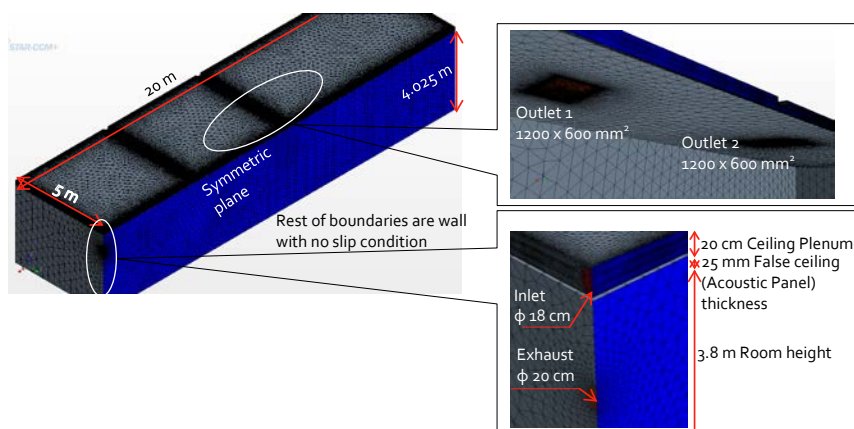 STAR-CCM+
20 m
4.025 m
5 m
Symmetric
plane
Rest of boundaries are wall
with no slip condition
Outlet 1
1200 x 600 mm²
Outlet 2
1200 x 600 mm²
Inlet
ϕ 18 cm
Exhaust
ϕ 20 cm
20 cm Ceiling Plenum
25 mm False ceiling
(Acoustic Panel)
thickness
3.8 m Room height